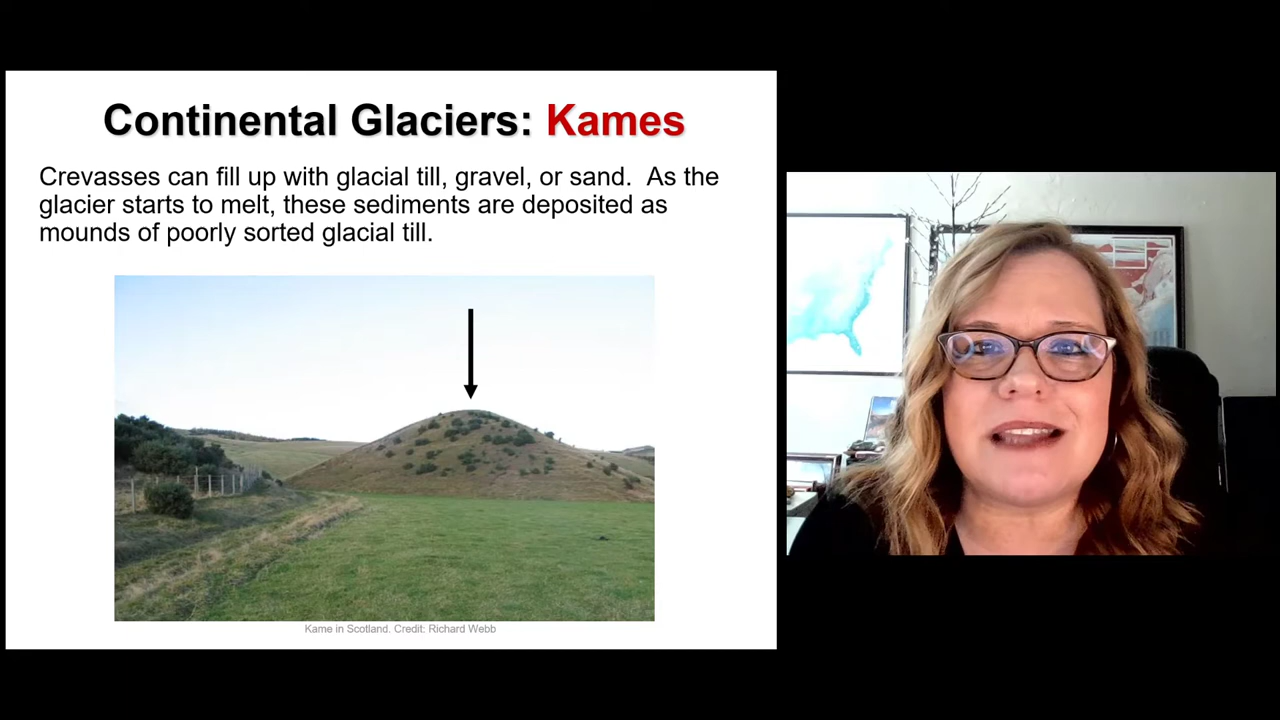 Continental Glaciers: Kames
Crevasses can fill up with glacial till, gravel, or sand.  As the
glacier starts to melt, these sediments are deposited as
mounds of poorly sorted glacial till.
Kame in Scotland. Credit: Richard Webb